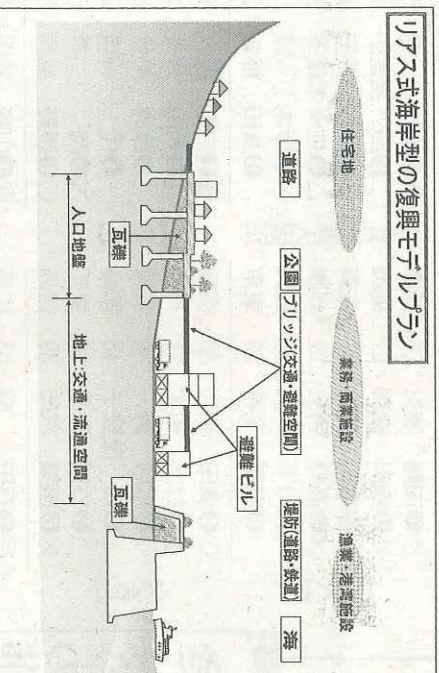 リアス式海岸型の復興モデルプラン
住宅地
業務・商業施設
漁業・港湾施設
道路
公園
ブリッジ(交通・避難空間)
堤防(道路・鉄道)
海
避難ビル
瓦礫
瓦礫
人口地盤
地上:交通・流通空間